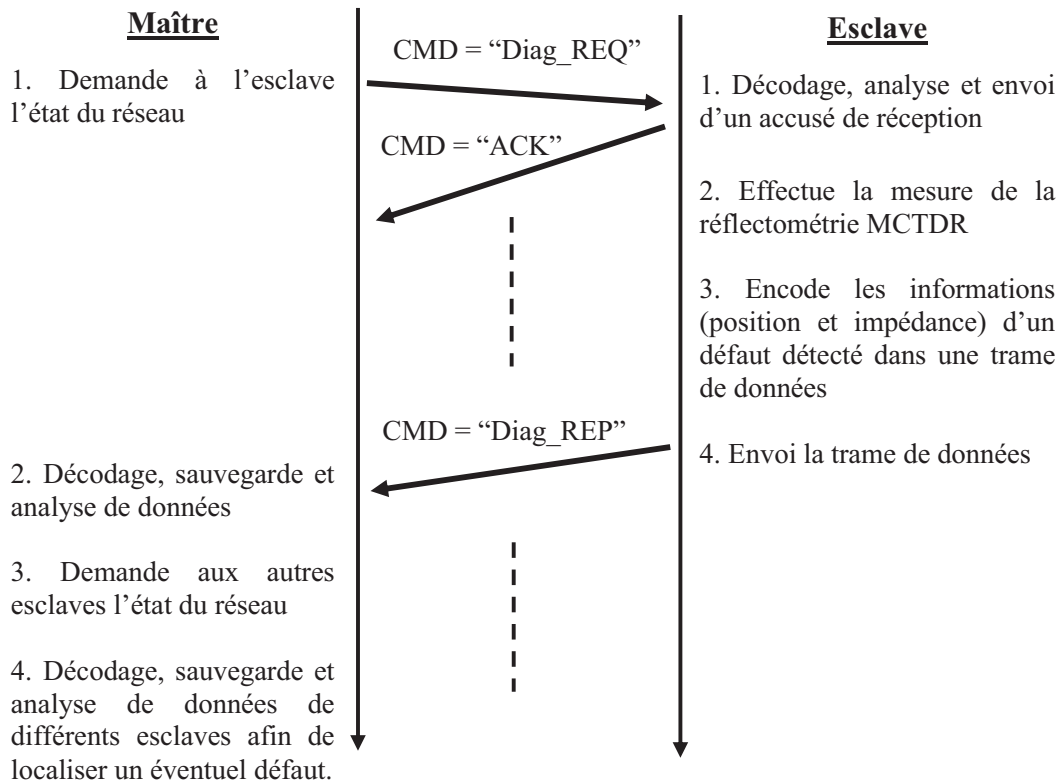 Maître
1. Demande à l'esclave
l'état du réseau
2. Décodage, sauvegarde et
analyse de données
3. Demande aux autres
esclaves l'état du réseau
4. Décodage, sauvegarde et
analyse de données de
différents esclaves afin de
localiser un éventuel défaut.
CMD = “Diag_REQ”
CMD = “ACK”
CMD = “Diag_REP”
Esclave
1. Décodage, analyse et envoi
d'un accusé de réception
2. Effectue la mesure de la
réflectométrie MCTDR
3. Encode les informations
(position et impédance) d'un
défaut détecté dans une trame
de données
4. Envoi la trame de données